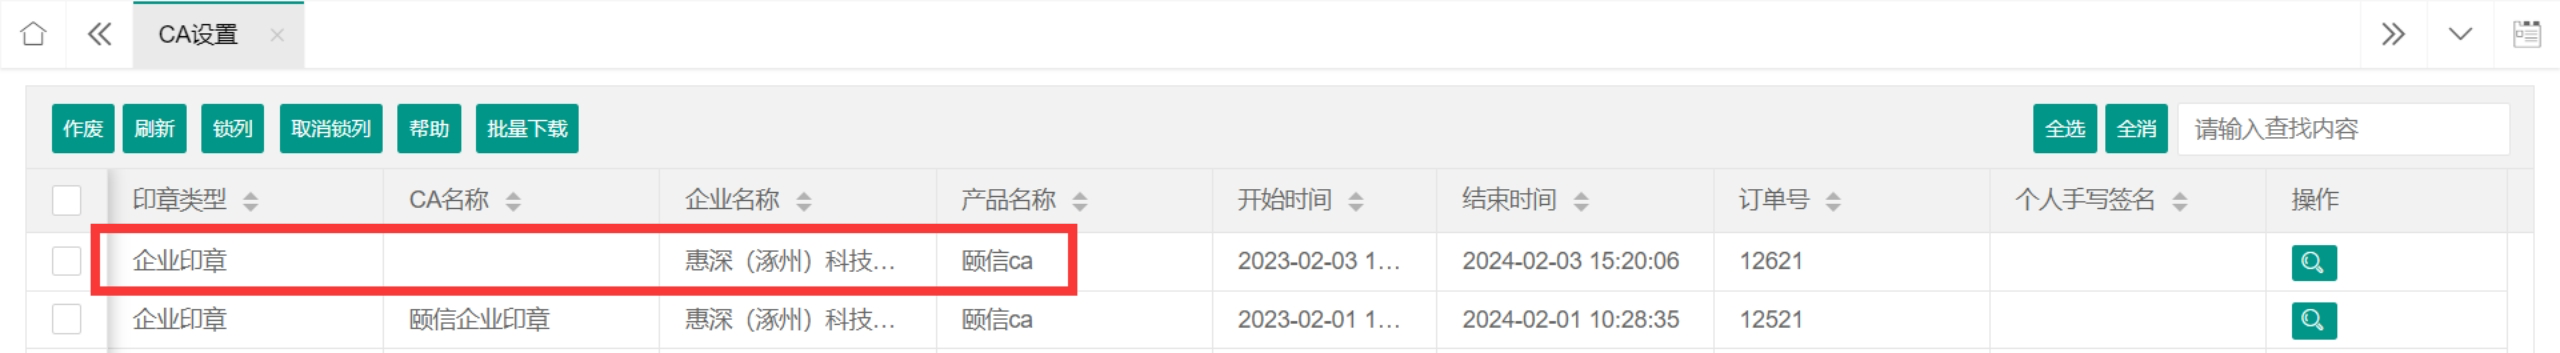 CA设置
作废 刷新 锁列 取消锁列 帮助 批量下载 全选 全消 请输入查找内容
印章类型 CA名称 企业名称 产品名称 开始时间 结束时间 订单号 个人手写签名 操作
企业印章 惠深（涿州）科技... 颐信ca 2023-02-03 1... 2024-02-03 15:20:06 12621
企业印章 颐信企业印章 惠深（涿州）科技... 颐信ca 2023-02-01 1... 2024-02-01 10:28:35 12521